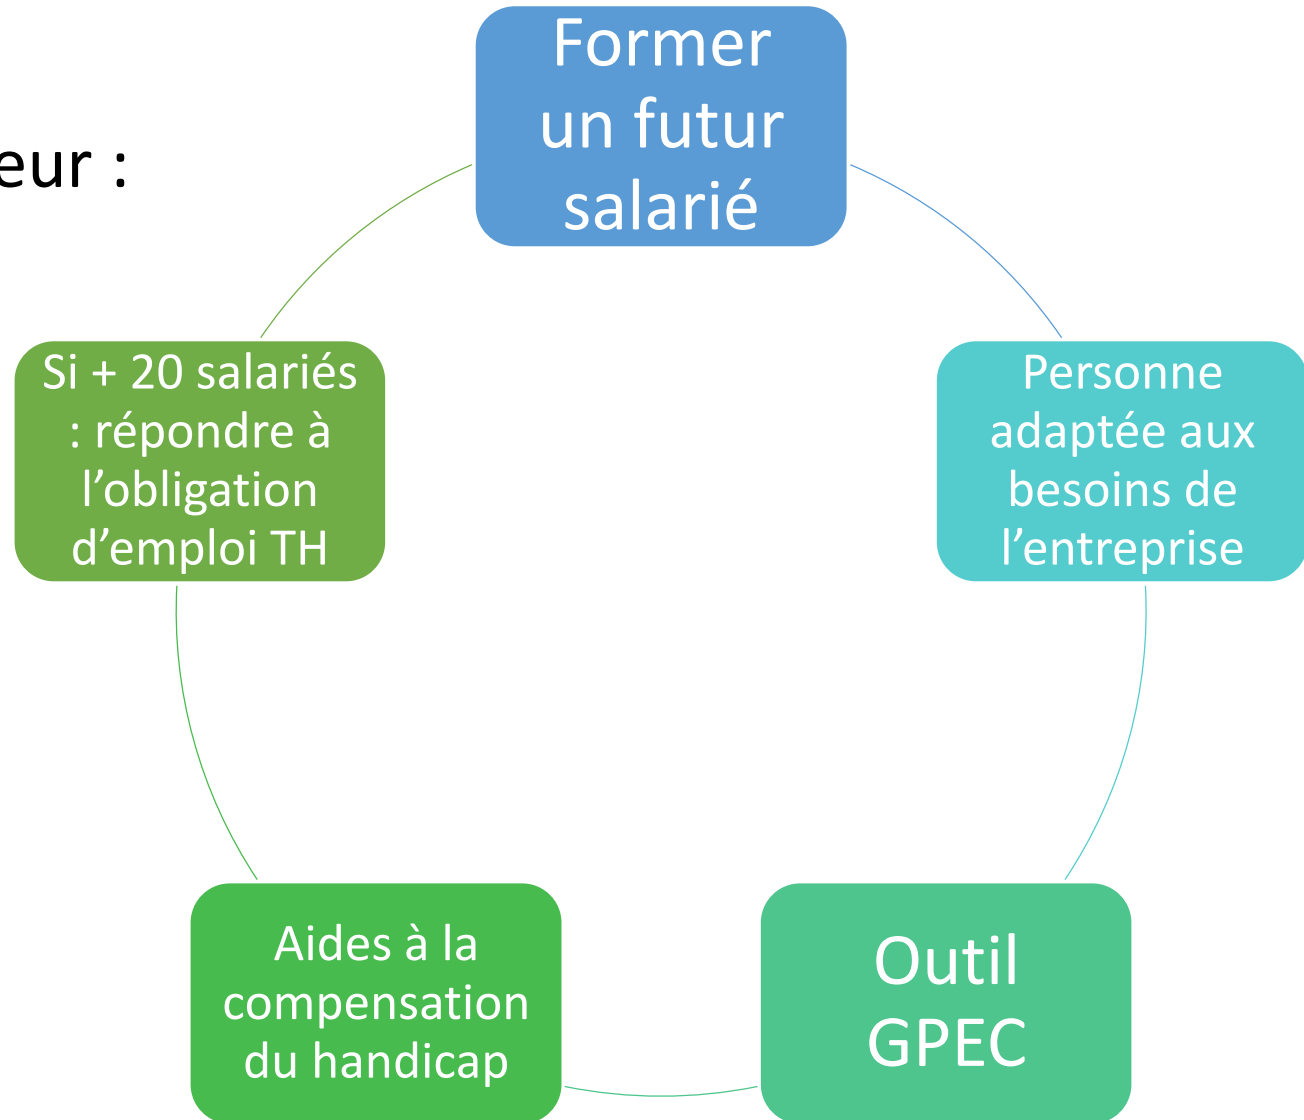 eur :
Former
un futur
salarié
Personne
adaptée aux
besoins de
l’entreprise
Outil
GPEC
Aides à la
compensation
du handicap
Si + 20 salariés
: répondre à
l’obligation
d’emploi TH